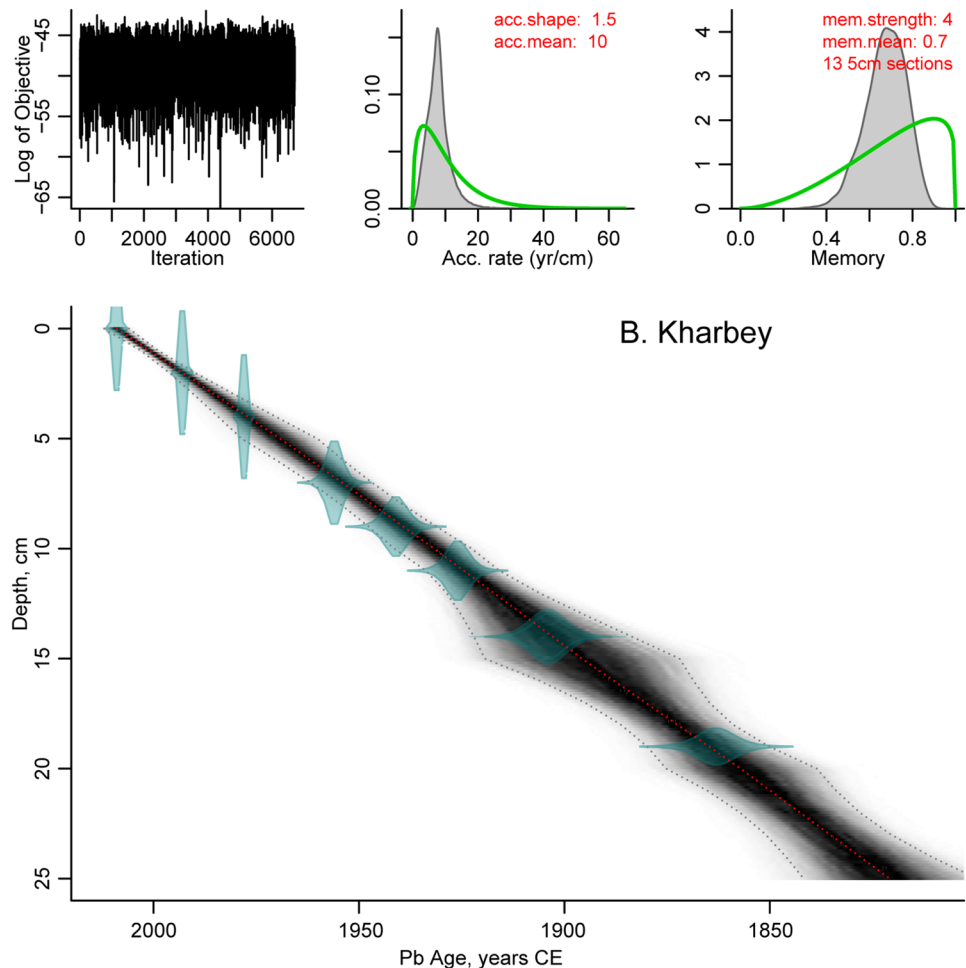 Log of Objective
-45
-55
-65
0 2000 4000 6000
Iteration
acc.shape: 1.5
acc.mean: 10
0.00 0.10
0 20 40 60
Acc. rate (yr/cm)
mem.strength: 4
mem.mean: 0.7
13 5cm sections
0 1 2 3 4
0.0 0.4 0.8
Memory
B. Kharbey
Depth, cm
0
5
10
15
20
25
2000 1950 1900 1850
Pb Age, years CE